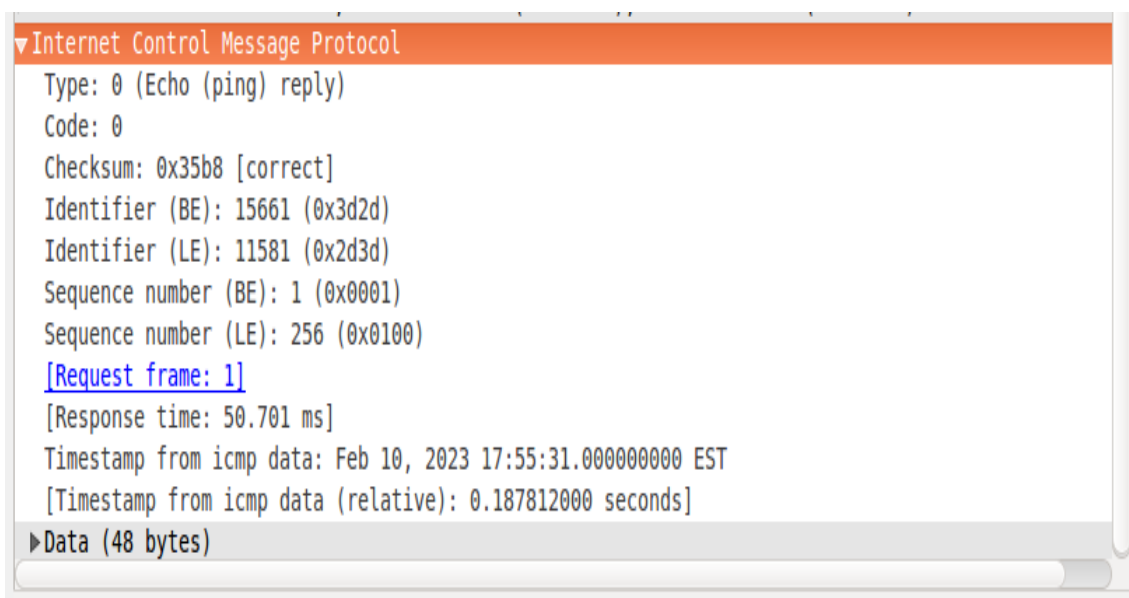 Internet Control Message Protocol
Type: 0 (Echo (ping) reply)
Code: 0
Checksum: 0x35b8 [correct]
Identifier (BE): 15661 (0x3d2d)
Identifier (LE): 11581 (0x2d3d)
Sequence number (BE): 1 (0x0001)
Sequence number (LE): 256 (0x0100)
[Request frame: 1]
[Response time: 50.701 ms]
Timestamp from icmp data: Feb 10, 2023 17:55:31.000000000 EST
[Timestamp from icmp data (relative): 0.187812000 seconds]
Data (48 bytes)